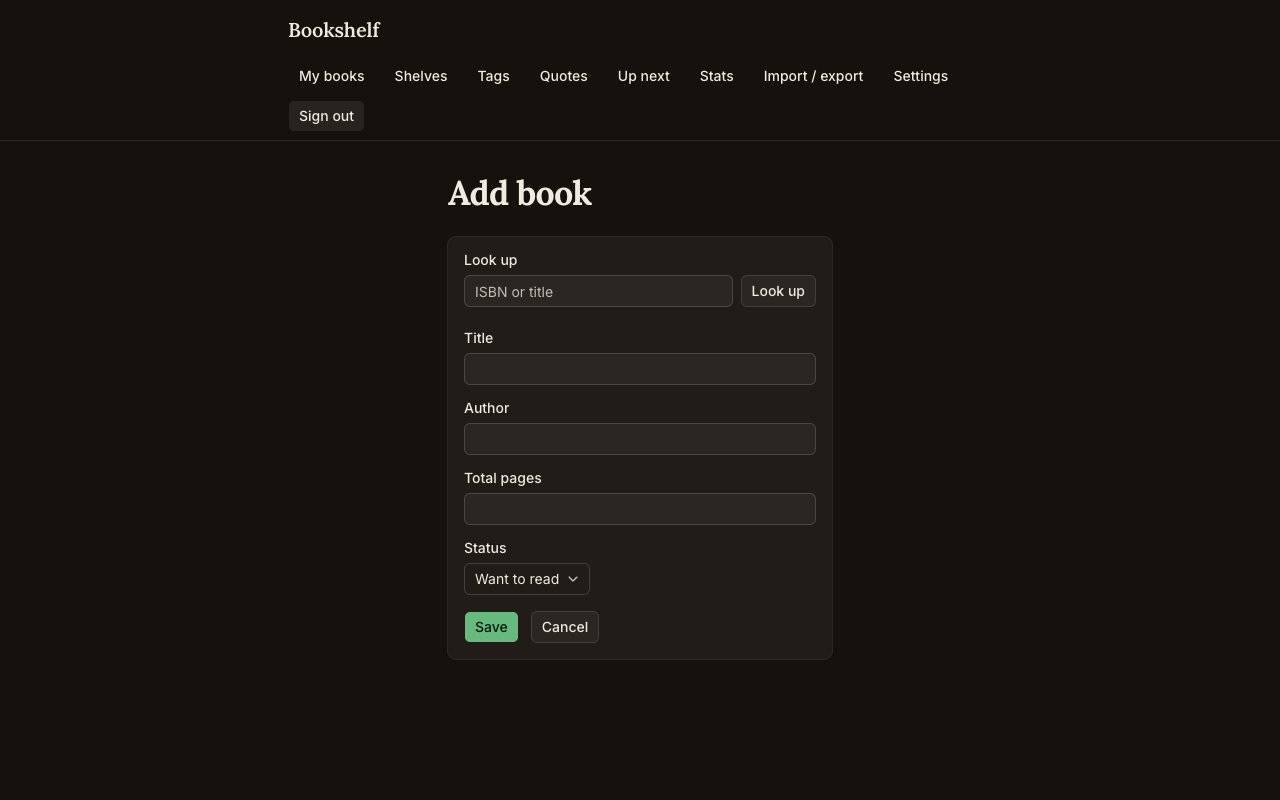 Bookshelf
My books Shelves Tags Quotes Up next Stats Import / export Settings
Sign out
Add book
Look up
ISBN or title Look up
Title
Author
Total pages
Status
Want to read
Save Cancel